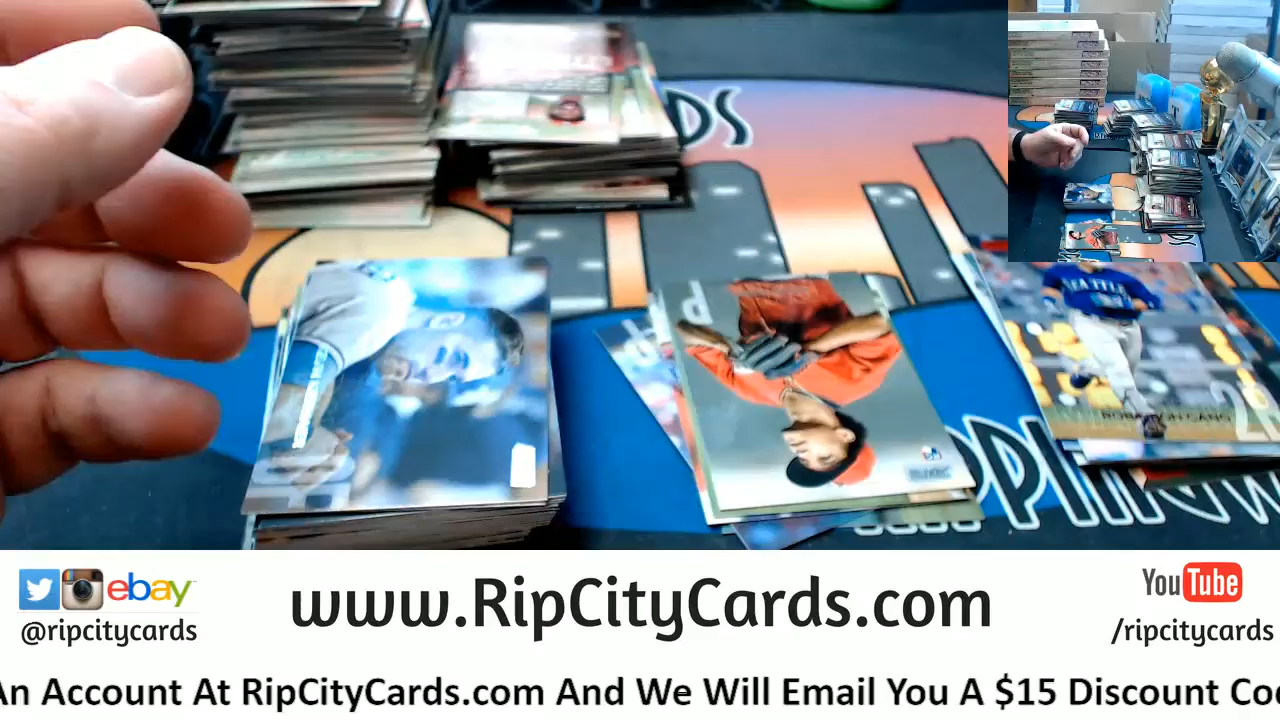 DS
SEATTLE
ebay
@ripcitycards
www.RipCityCards.com
YouTube
/ripcitycards
An Account At RipCityCards.com And We Will Email You A $15 Discount Co